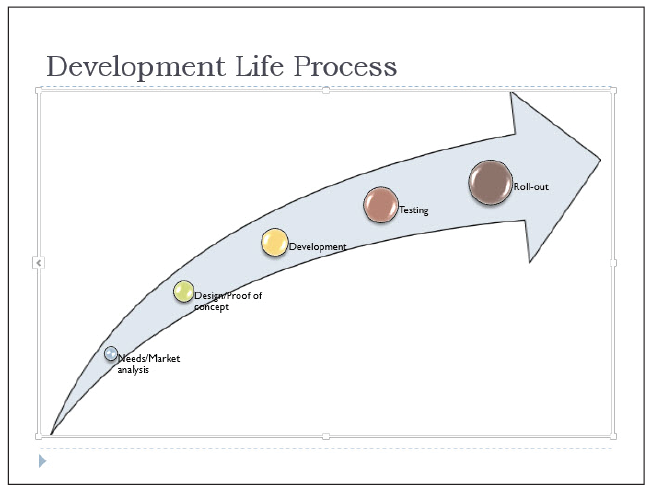 Development Life Process
Roll-out
Testing
Development
Design/Proof of
concept
Needs/Market
analysis